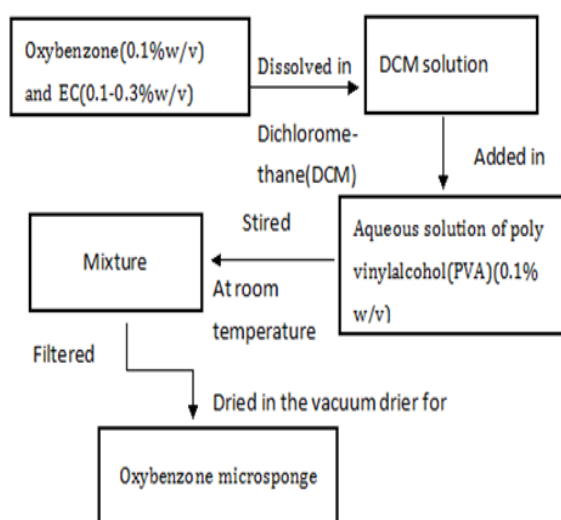 Oxybenzone(0.1%w/v)
and EC(0.1-0.3%w/v)
Dissolved in
Dichlorome-
thane(DCM)
DCM solution
Added in
Aqueous solution of poly
vinylalcohol(PVA)(0.1%
w/v)
Stired
At room
temperature
Mixture
Filtered
Dried in the vacuum drier for
Oxybenzone microsponge